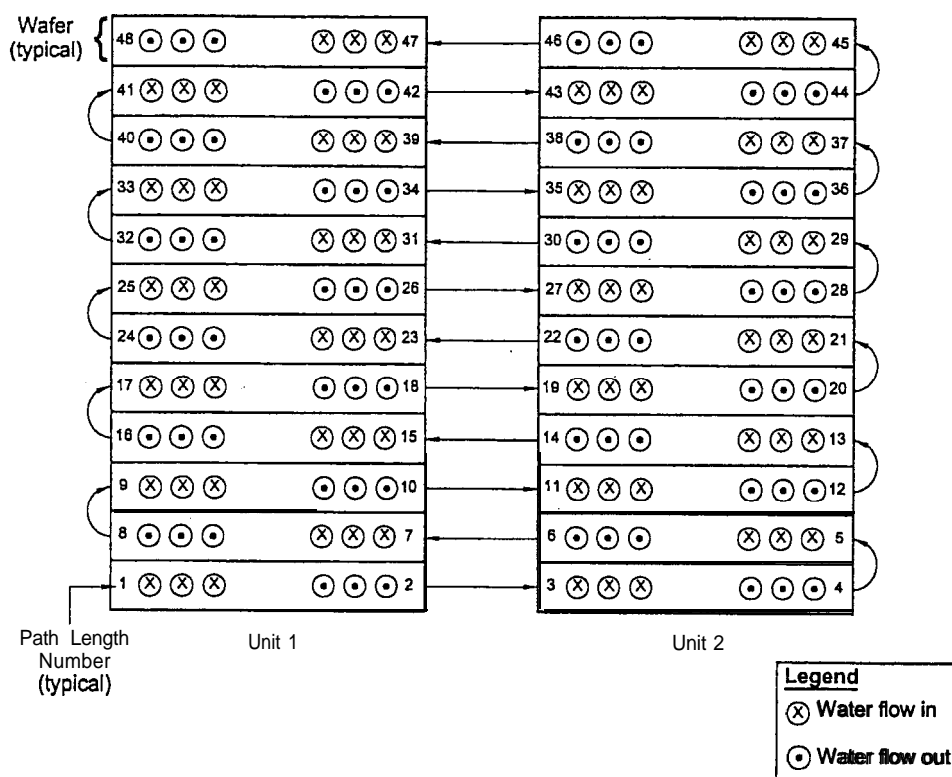 Wafer
(typical)
48 47 46 45
41 42 43 44
40 39 38 37
33 34 35 36
32 31 30 29
25 26 27 28
24 23 22 21
17 18 19 20
16 15 14 13
9 10 11 12
8 7 6 5
1 2 3 4
Path Length
Number
(typical)
Unit 1
Unit 2
Legend
Water flow in
Water flow out